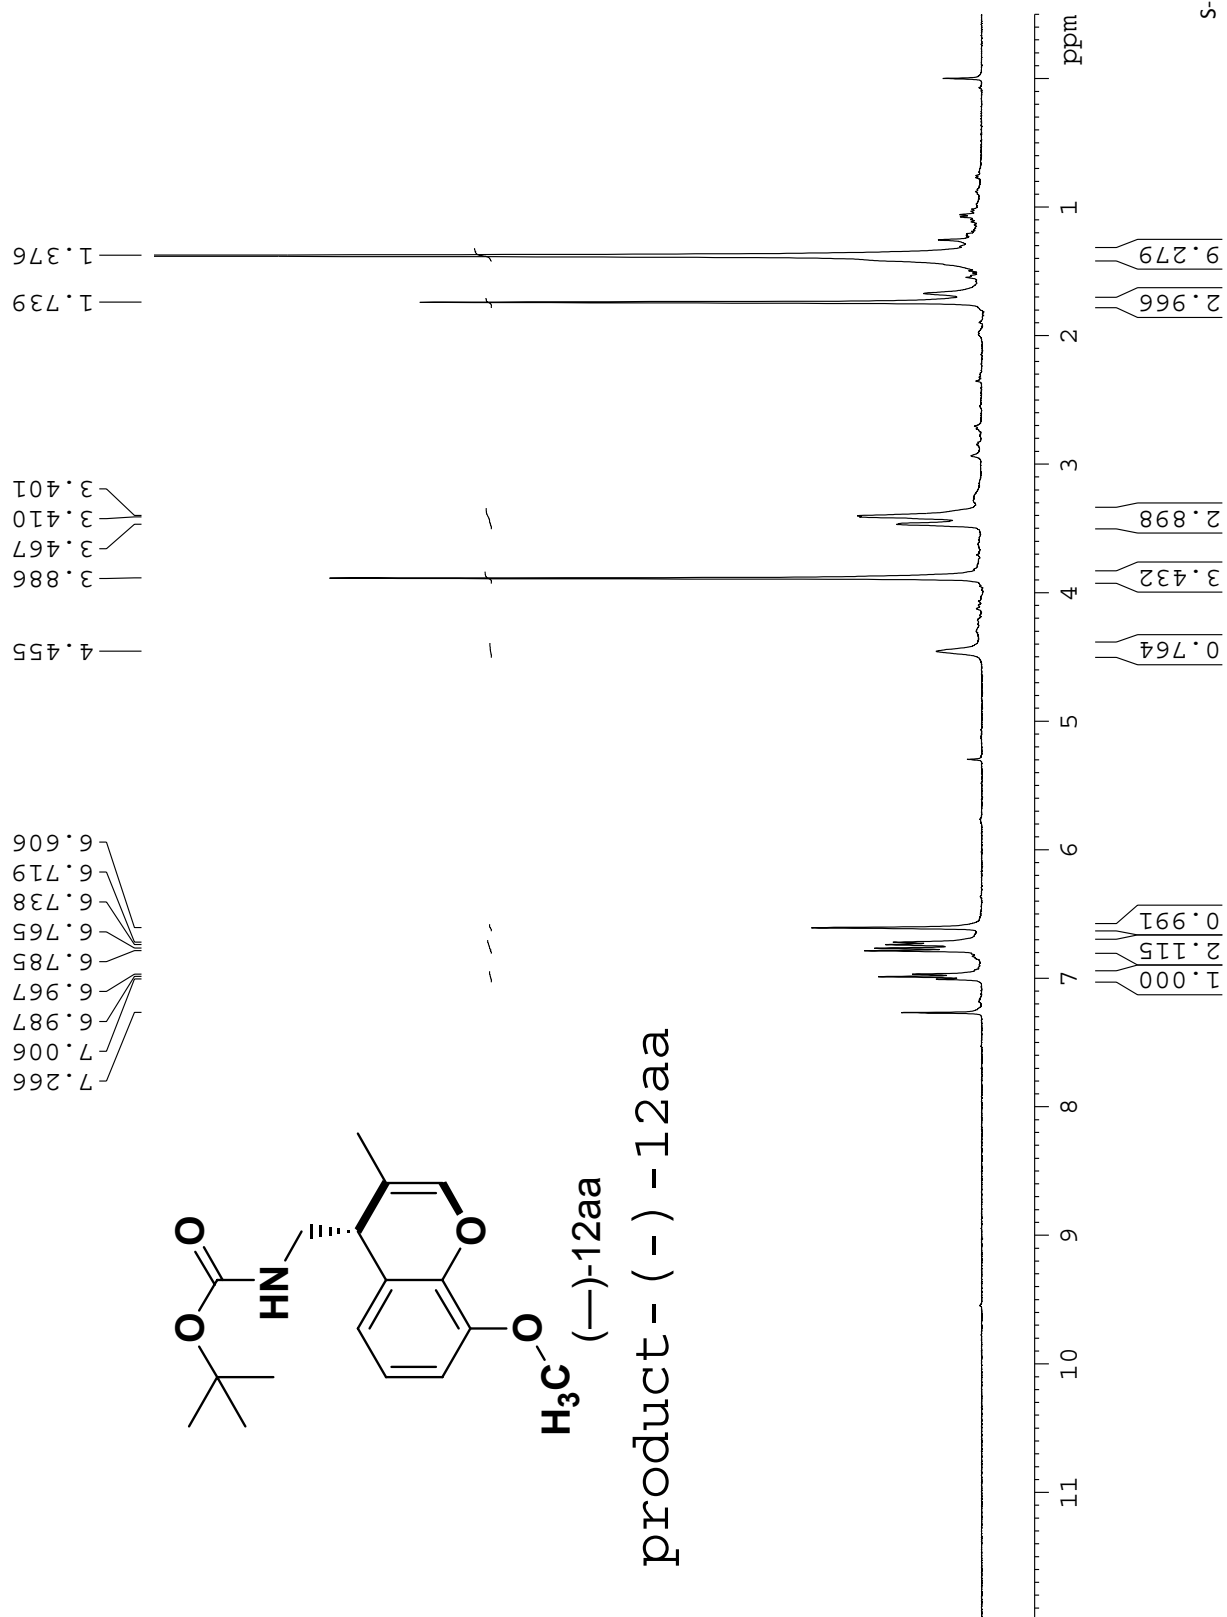 7.266
7.006
6.987
6.967
6.785
6.765
6.738
6.719
6.606
4.455
3.886
3.467
3.410
3.401
1.739
1.376
O
O
HN
O
O
H₃C
(—)-12aa
product-(-)-12aa
11 10 9 8 7 6 5 4 3 2 1 ppm
1.000
2.115
0.991
0.764
3.432
2.898
2.966
9.279
S-